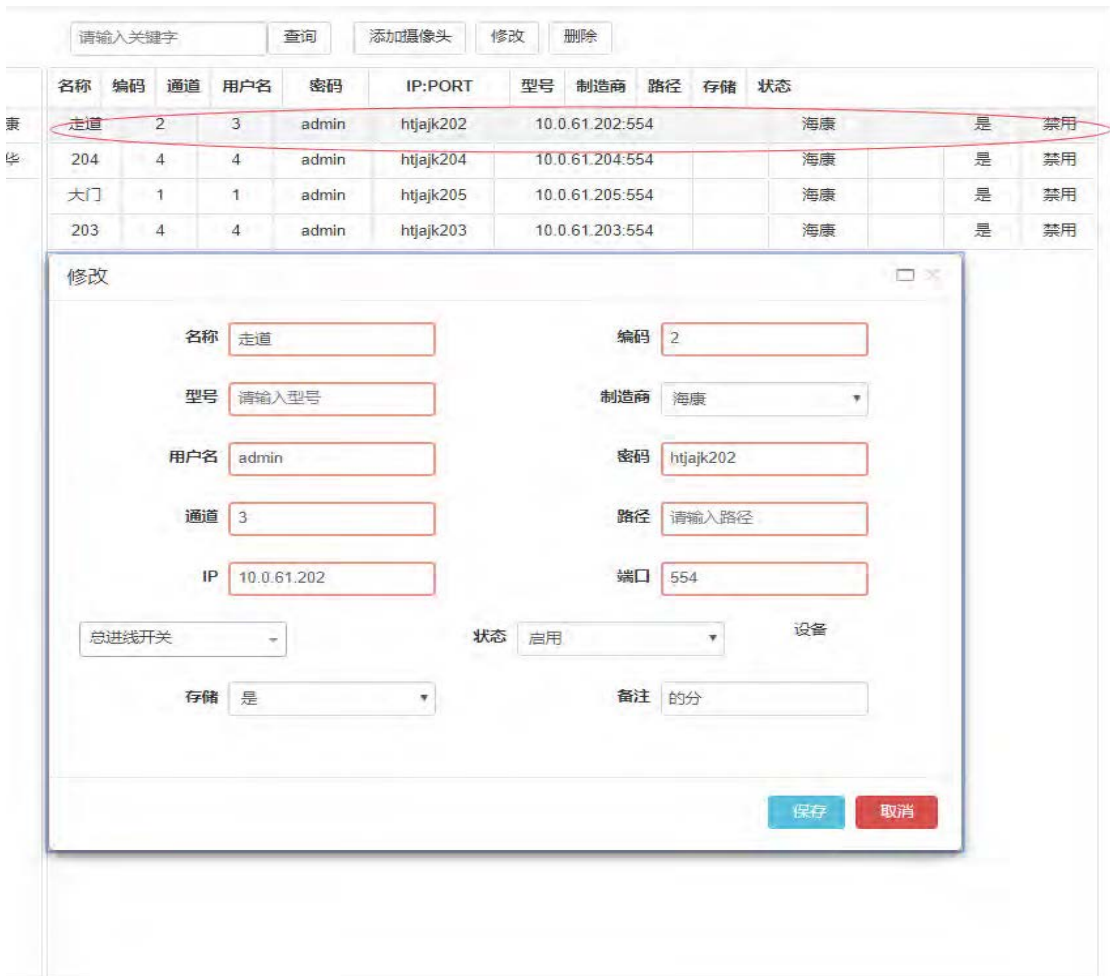 请输入关键字 查询 添加摄像头 修改 删除
名称 编码 通道 用户名 密码 IP:PORT 型号 制造商 路径 存储 状态
康 走道 2 3 admin htjajk202 10.0.61.202:554 海康 是 禁用
华 204 4 4 admin htjajk204 10.0.61.204:554 海康 是 禁用
大门 1 1 admin htjajk205 10.0.61.205:554 海康 是 禁用
203 4 4 admin htjajk203 10.0.61.203:554 海康 是 禁用
修改
名称 走道 编码 2
型号 请输入型号 制造商 海康
用户名 admin 密码 htjajk202
通道 3 路径 请输入路径
IP 10.0.61.202 端口 554
总进线开关 状态 启用 设备
存储 是 备注 的分
保存 取消